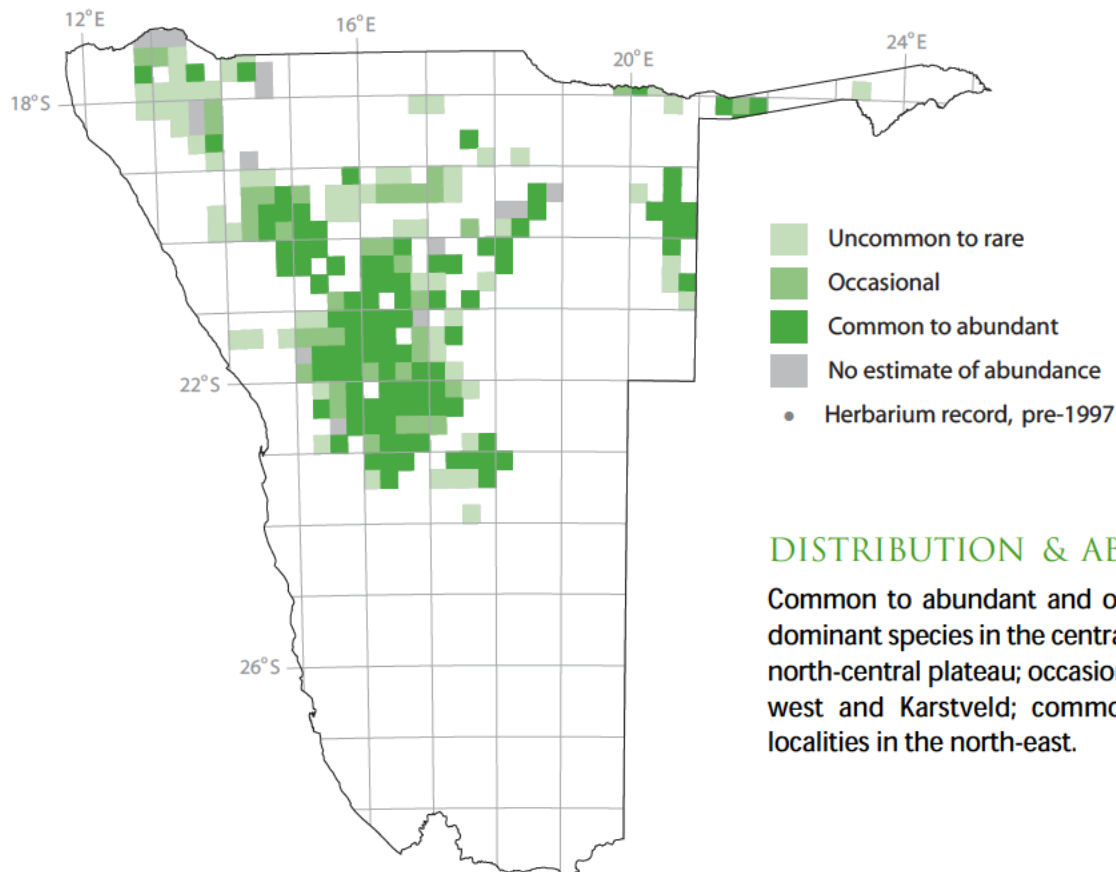 12°E
16°E
20°E
24°E
18°S
22°S
26°S
Uncommon to rare
Occasional
Common to abundant
No estimate of abundance
Herbarium record, pre-1997
DISTRIBUTION & AB
Common to abundant and o
dominant species in the centra
north-central plateau; occasion
west and Karstveld; commo
localities in the north-east.